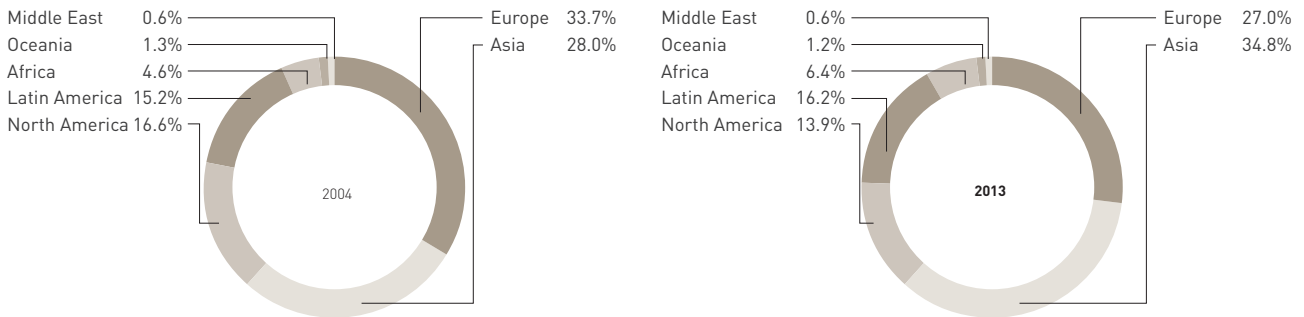 Middle East 0.6%
Oceania 1.3%
Africa 4.6%
Latin America 15.2%
North America 16.6%
Europe 33.7%
Asia 28.0%
2004
Middle East 0.6%
Oceania 1.2%
Africa 6.4%
Latin America 16.2%
North America 13.9%
Europe 27.0%
Asia 34.8%
2013